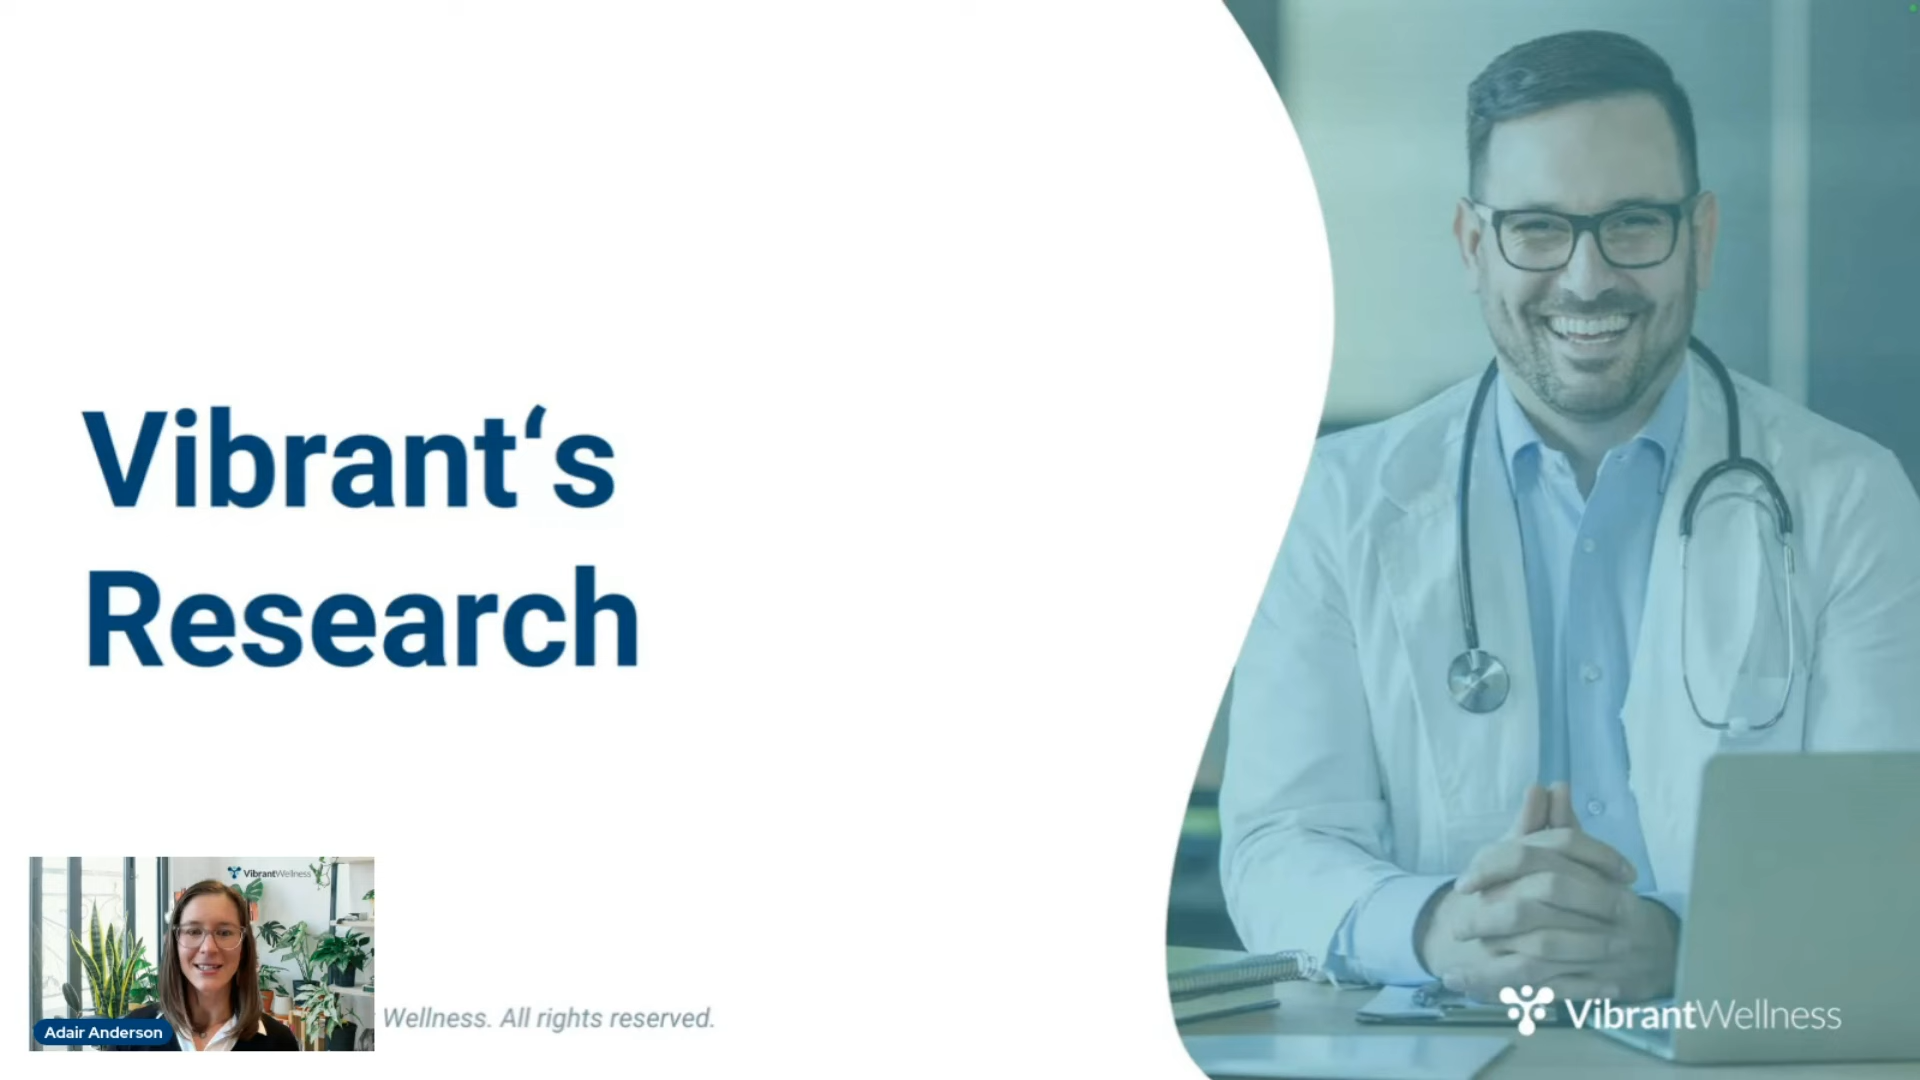 Vibrant‘s
Research
VibrantWellness
Adair Anderson
Wellness. All rights reserved.
VibrantWellness